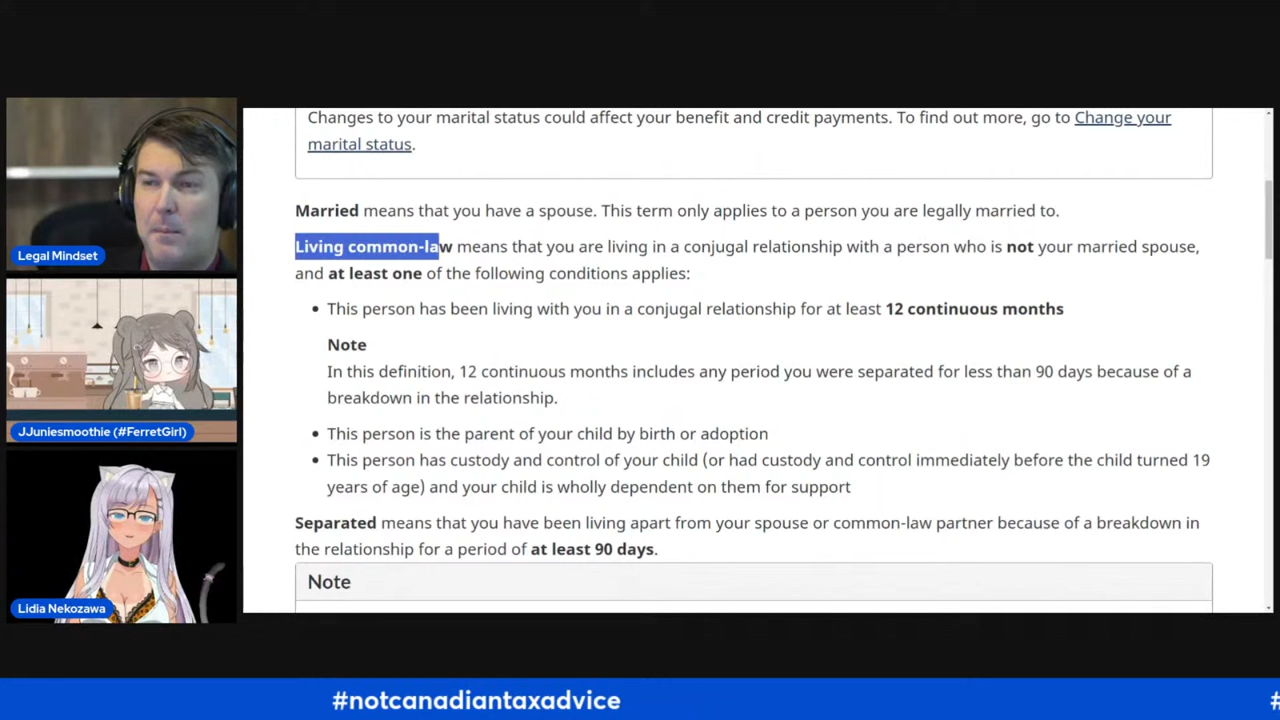 Legal Mindset
JJuniesmoothie (#FerretGirl)
Lidia Nekozawa
Changes to your marital status could affect your benefit and credit payments. To find out more, go to Change your
marital status.
Married means that you have a spouse. This term only applies to a person you are legally married to.
Living common-law means that you are living in a conjugal relationship with a person who is not your married spouse,
and at least one of the following conditions applies:
• This person has been living with you in a conjugal relationship for at least 12 continuous months
Note
In this definition, 12 continuous months includes any period you were separated for less than 90 days because of a
breakdown in the relationship.
• This person is the parent of your child by birth or adoption
• This person has custody and control of your child (or had custody and control immediately before the child turned 19
years of age) and your child is wholly dependent on them for support
Separated means that you have been living apart from your spouse or common-law partner because of a breakdown in
the relationship for a period of at least 90 days.
Note
#notcanadiantaxadvice
#